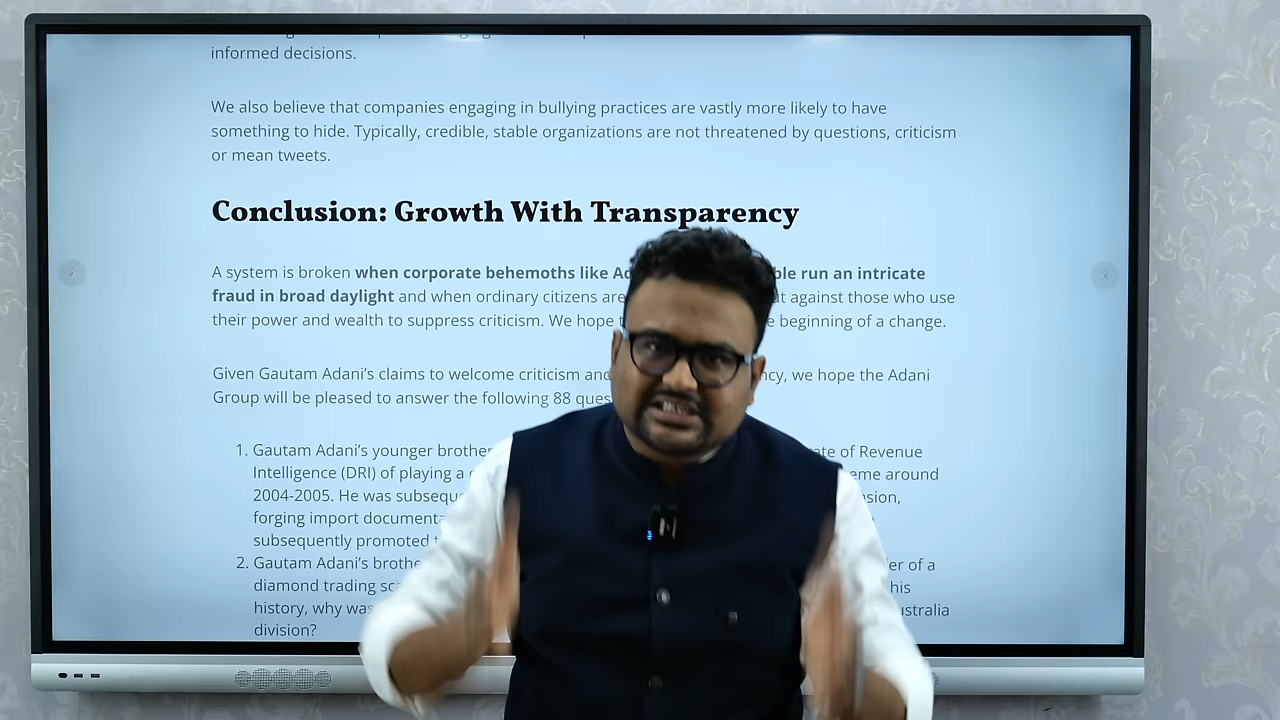 informed decisions.
We also believe that companies engaging in bullying practices are vastly more likely to have
something to hide. Typically, credible, stable organizations are not threatened by questions, criticism
or mean tweets.
Conclusion: Growth With Transparency
A system is broken when corporate behemoths like run an intricate
fraud in broad daylight and when ordinary citizens are against those who use
their power and wealth to suppress criticism. We hope beginning of a change.
Given Gautam Adani's claims to welcome criticism and we hope the Adani
Group will be pleased to answer the following 88
1. Gautam Adani's younger brother of Revenue
Intelligence (DRI) of playing a around
2004-2005. He was
forging import
subsequently promoted
2. Gautam Adani's of a
diamond trading his
history, why was
division?